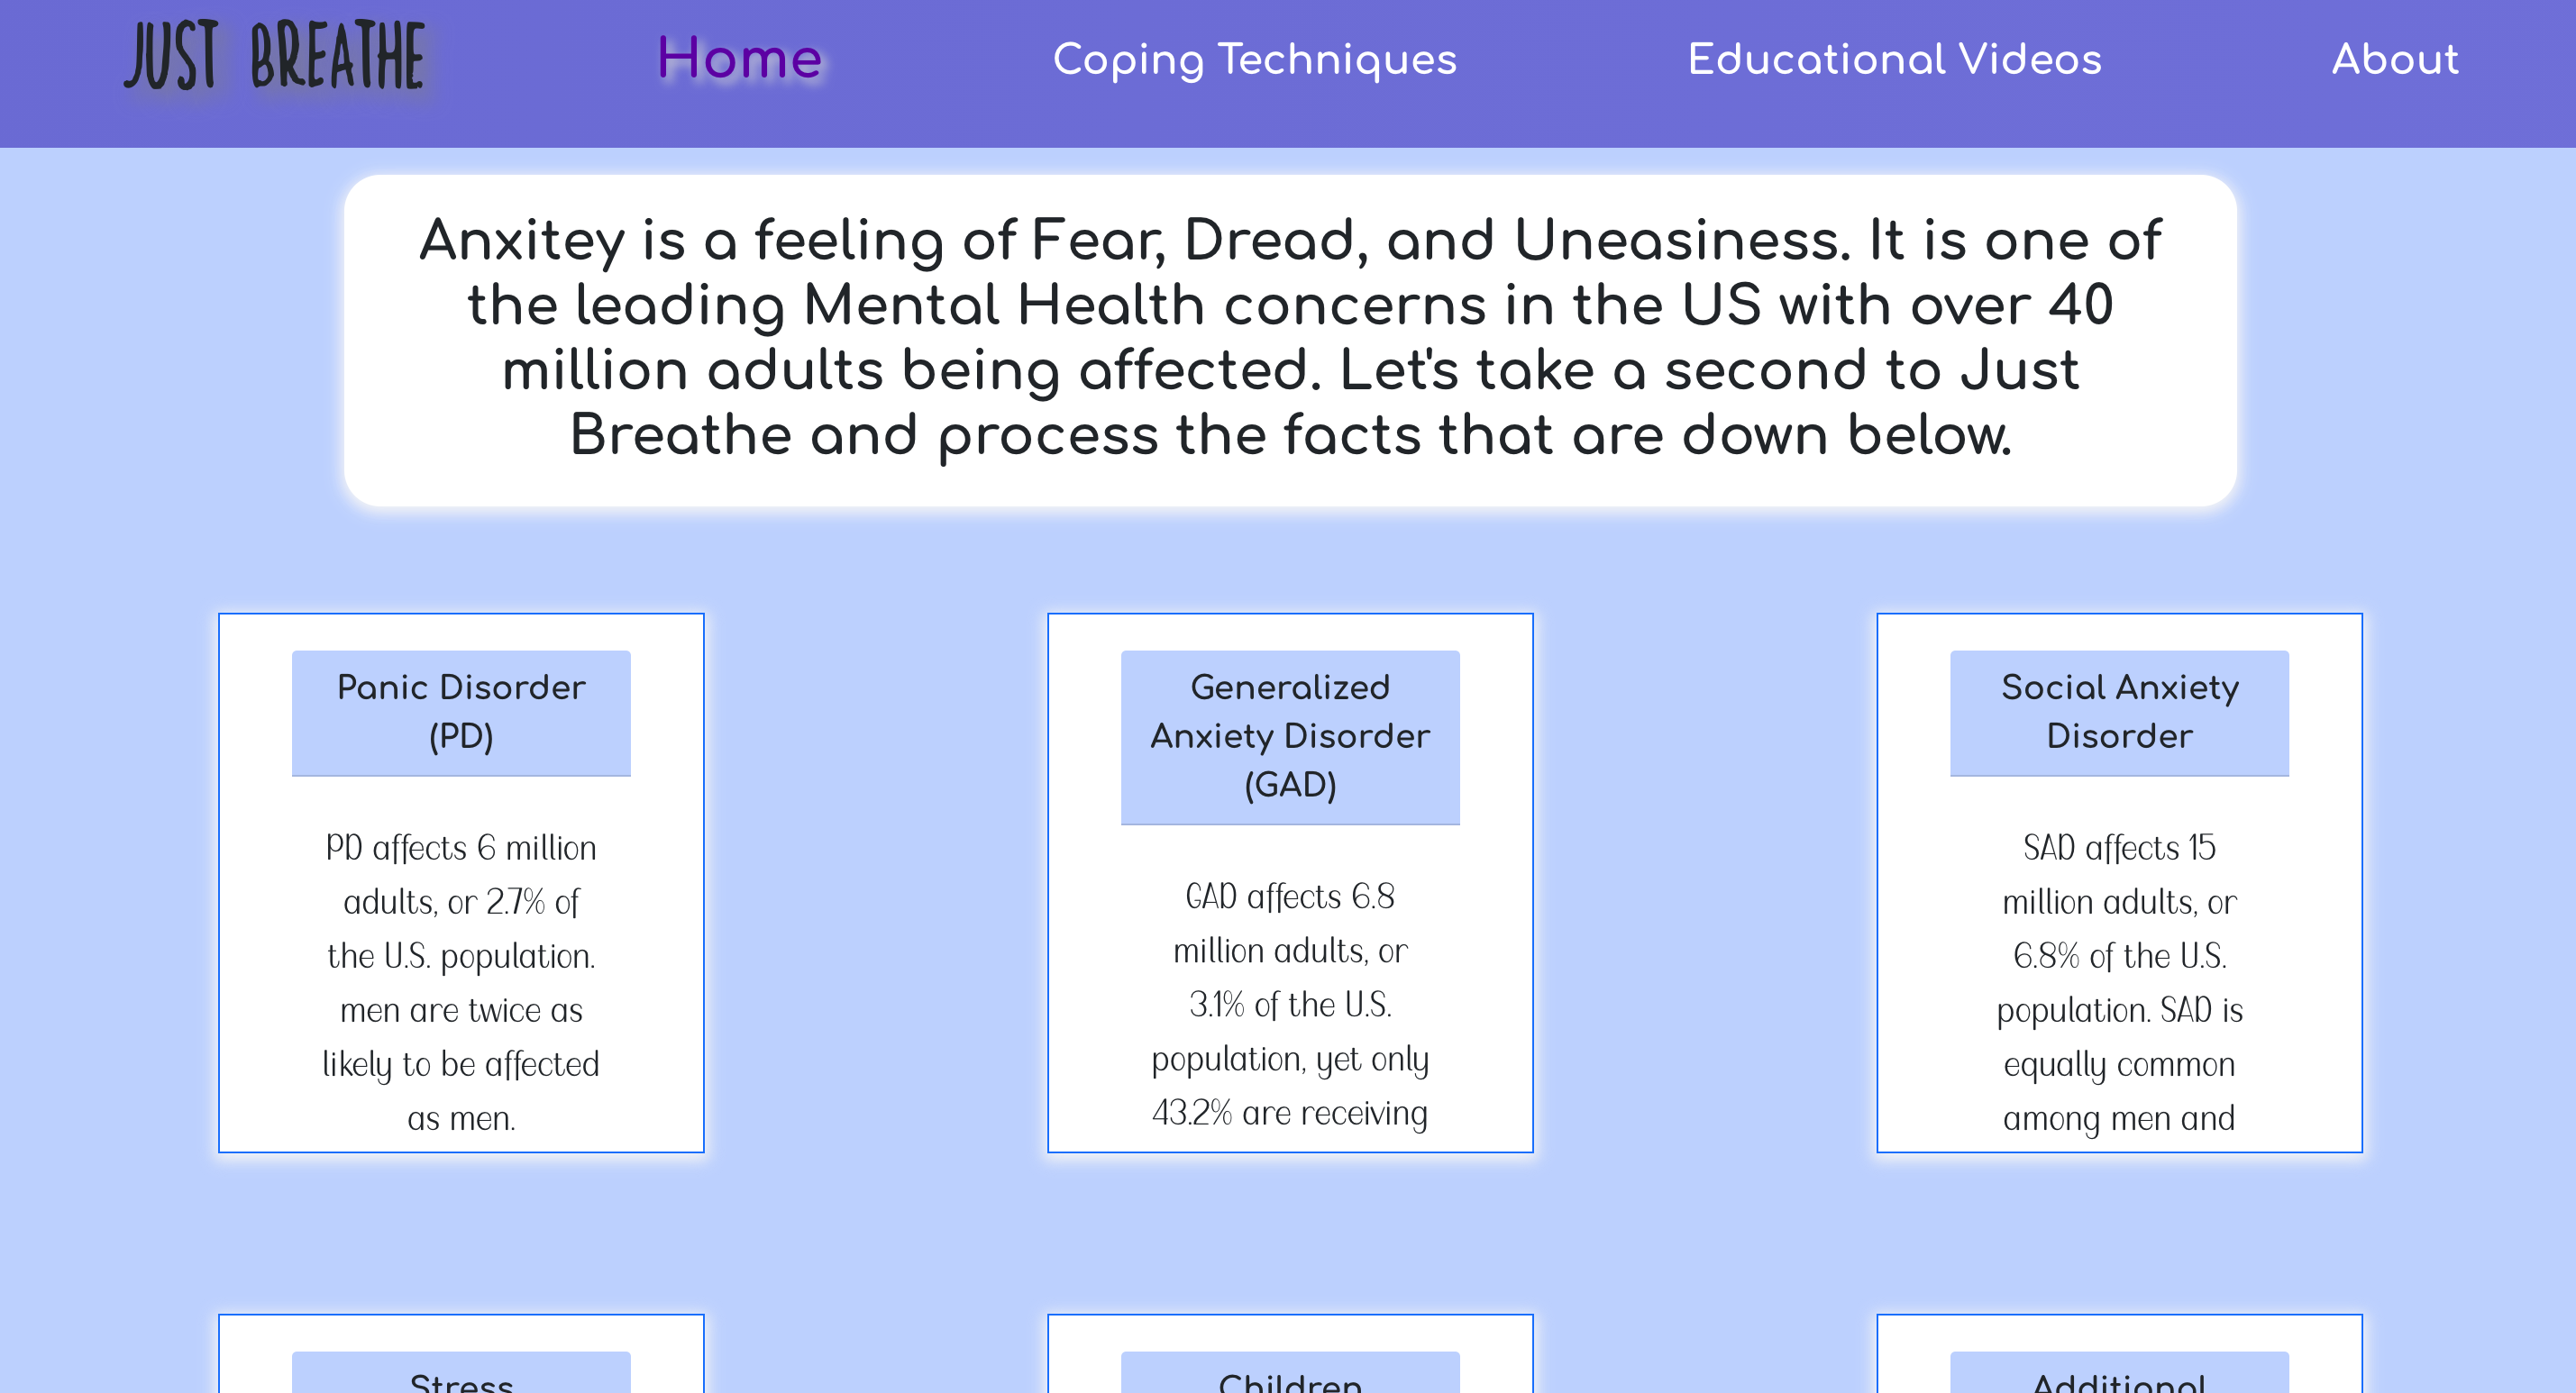 JUST BREATHE
Home
Coping Techniques
Educational Videos
About
Anxitey is a feeling of Fear, Dread, and Uneasiness. It is one of
the leading Mental Health concerns in the US with over 40
million adults being affected. Let's take a second to Just
Breathe and process the facts that are down below.
Panic Disorder
(PD)
PD affects 6 million
adults, or 2.7% of
the U.S. population.
men are twice as
likely to be affected
as men.
Generalized
Anxiety Disorder
(GAD)
GAD affects 6.8
million adults, or
3.1% of the U.S.
population, yet only
43.2% are receiving
Social Anxiety
Disorder
SAD affects 15
million adults, or
6.8% of the U.S.
population. SAD is
equally common
among men and
Stress
Children
Additional